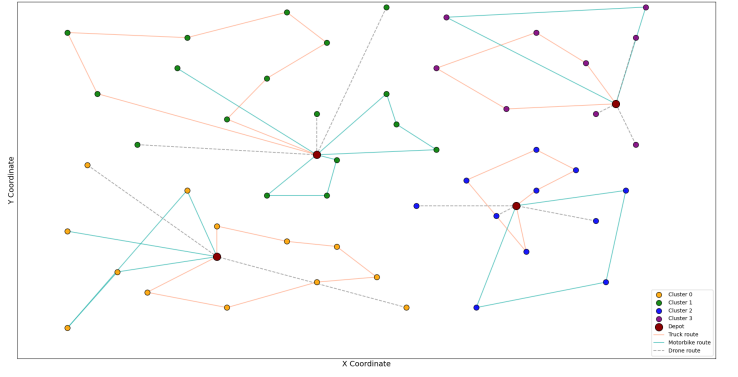 Y Coordinate
X Coordinate
Cluster 0
Cluster 1
Cluster 2
Cluster 3
Depot
Truck route
Motorbike route
Drone route